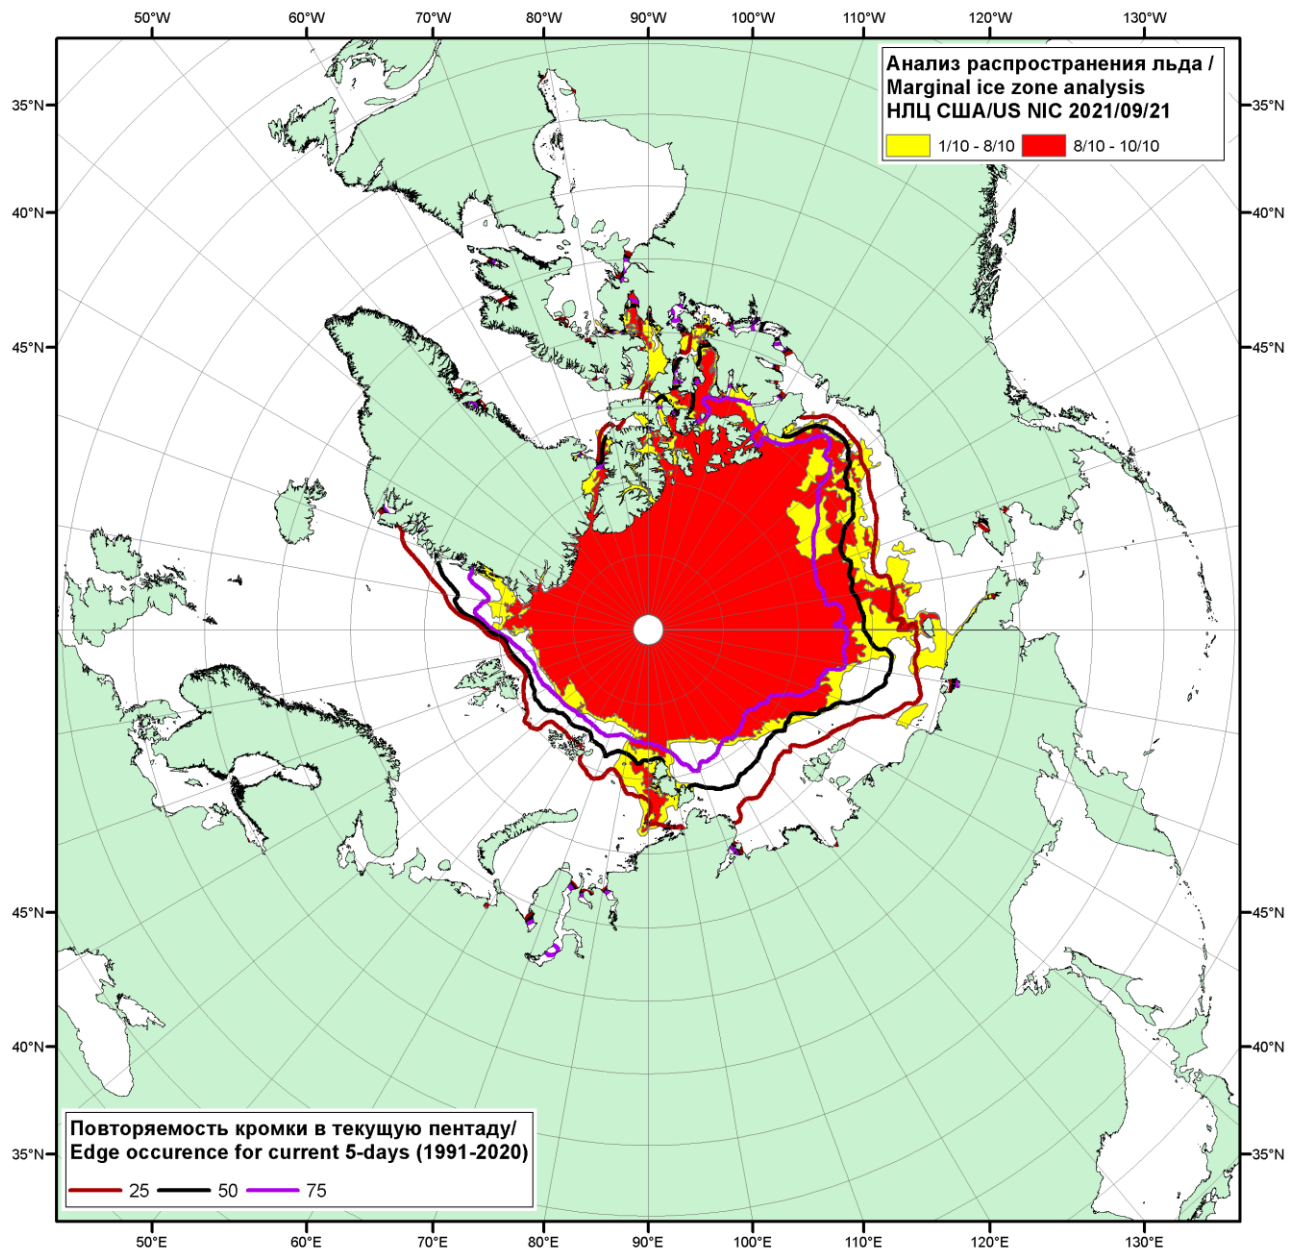 50°W 60°W 70°W 80°W 90°W 100°W 110°W 120°W 130°W
Анализ распространения льда /
Marginal ice zone analysis
НЛЦ США/US NIC 2021/09/21
1/10 - 8/10 8/10 - 10/10
35°N 35°N
40°N 40°N
45°N 45°N
45°N 45°N
40°N 40°N
35°N 35°N
Повторяемость кромки в текущую пентаду/
Edge occurence for current 5-days (1991-2020)
25 50 75
50°E 60°E 70°E 80°E 90°E 100°E 110°E 120°E 130°E